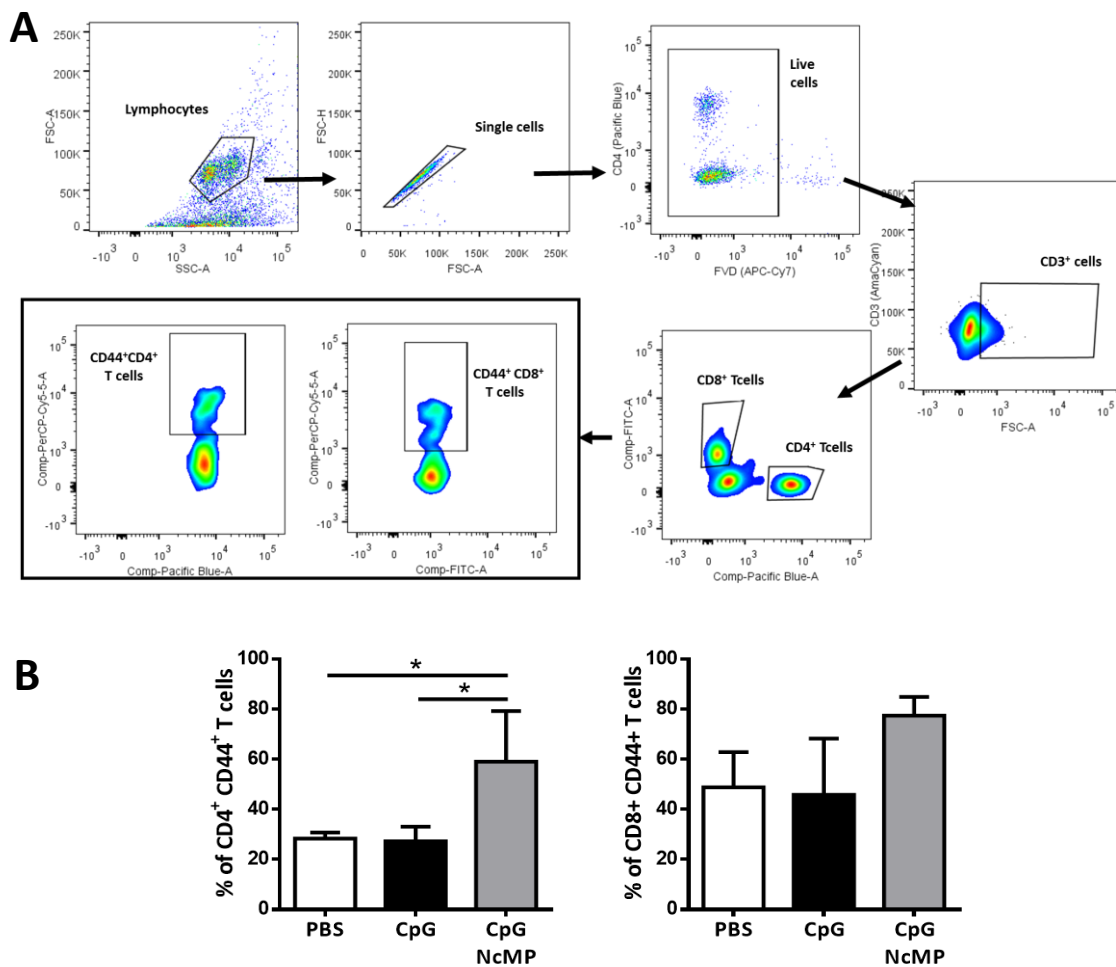 A
250K
200K
150K
100K
50K
0
FSC-A
Lymphocytes
-10³ 0 10³ 10⁴ 10⁵
SSC-A
250K
200K
150K
100K
50K
0
FSC-H
Single cells
50K 100K 150K 200K 250K
FSC-A
10⁵
10⁴
10³
0
-10³
CD4 (Pacific Blue)
Live
cells
-10³ 0 10³ 10⁴ 10⁵
FVD (APC-Cy7)
250K
200K
150K
100K
50K
0
CD3 (AmaCyan)
CD3⁺ cells
-10³ 0 10³ 10⁴ 10⁵
FSC-A
10⁵
10⁴
10³
0
-10³
Comp-PerCP-Cy5-5-A
CD44⁺CD4⁺
T cells
-10³ 0 10³ 10⁴ 10⁵
Comp-Pacific Blue-A
10⁵
10⁴
10³
0
-10³
Comp-PerCP-Cy5-5-A
CD44⁺ CD8⁺
T cells
-10³ 0 10³ 10⁴ 10⁵
Comp-FITC-A
10⁵
10⁴
10³
0
-10³
Comp-FITC-A
CD8⁺ Tcells
CD4⁺ Tcells
-10³ 0 10³ 10⁴ 10⁵
Comp-Pacific Blue-A
B
% of CD4⁺ CD44⁺ T cells
100
80
60
40
20
0
*
*
PBS CpG CpG
NcMP
% of CD8+ CD44+ T cells
100
80
60
40
20
0
PBS CpG CpG
NcMP